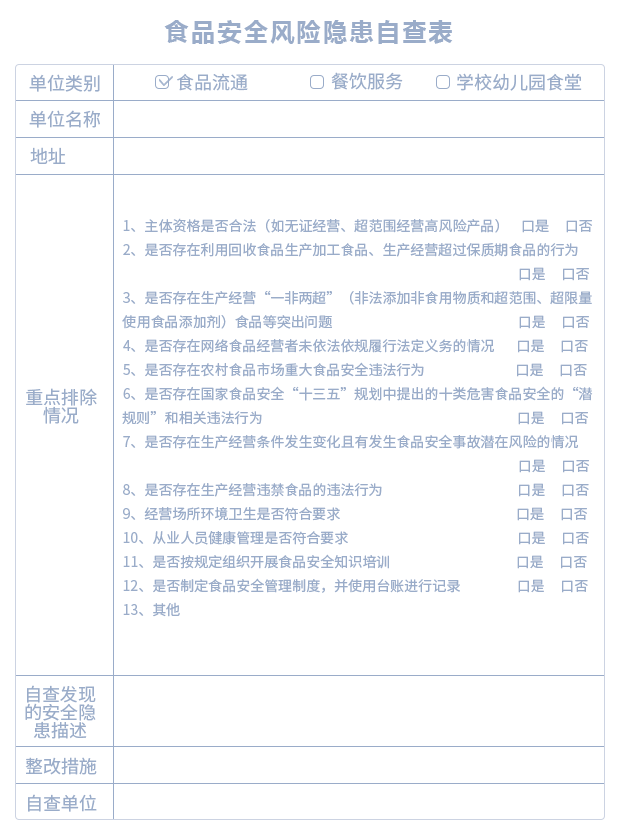 食品安全风险隐患自查表
单位类别 ☑食品流通 □餐饮服务 □学校幼儿园食堂
单位名称
地址
重点排除
情况
1、主体资格是否合法（如无证经营、超范围经营高风险产品） 口是 口否
2、是否存在利用回收食品生产加工食品、生产经营超过保质期食品的行为
口是 口否
3、是否存在生产经营“一非两超”（非法添加非食用物质和超范围、超限量
使用食品添加剂）食品等突出问题 口是 口否
4、是否存在网络食品经营者未依法依规履行法定义务的情况 口是 口否
5、是否存在农村食品市场重大食品安全违法行为 口是 口否
6、是否存在国家食品安全“十三五”规划中提出的十类危害食品安全的“潜
规则”和相关违法行为 口是 口否
7、是否存在生产经营条件发生变化且有发生食品安全事故潜在风险的情况
口是 口否
8、是否存在生产经营违禁食品的违法行为 口是 口否
9、经营场所环境卫生是否符合要求 口是 口否
10、从业人员健康管理是否符合要求 口是 口否
11、是否按规定组织开展食品安全知识培训 口是 口否
12、是否制定食品安全管理制度，并使用台账进行记录 口是 口否
13、其他
自查发现
的安全隐
患描述
整改措施
自查单位